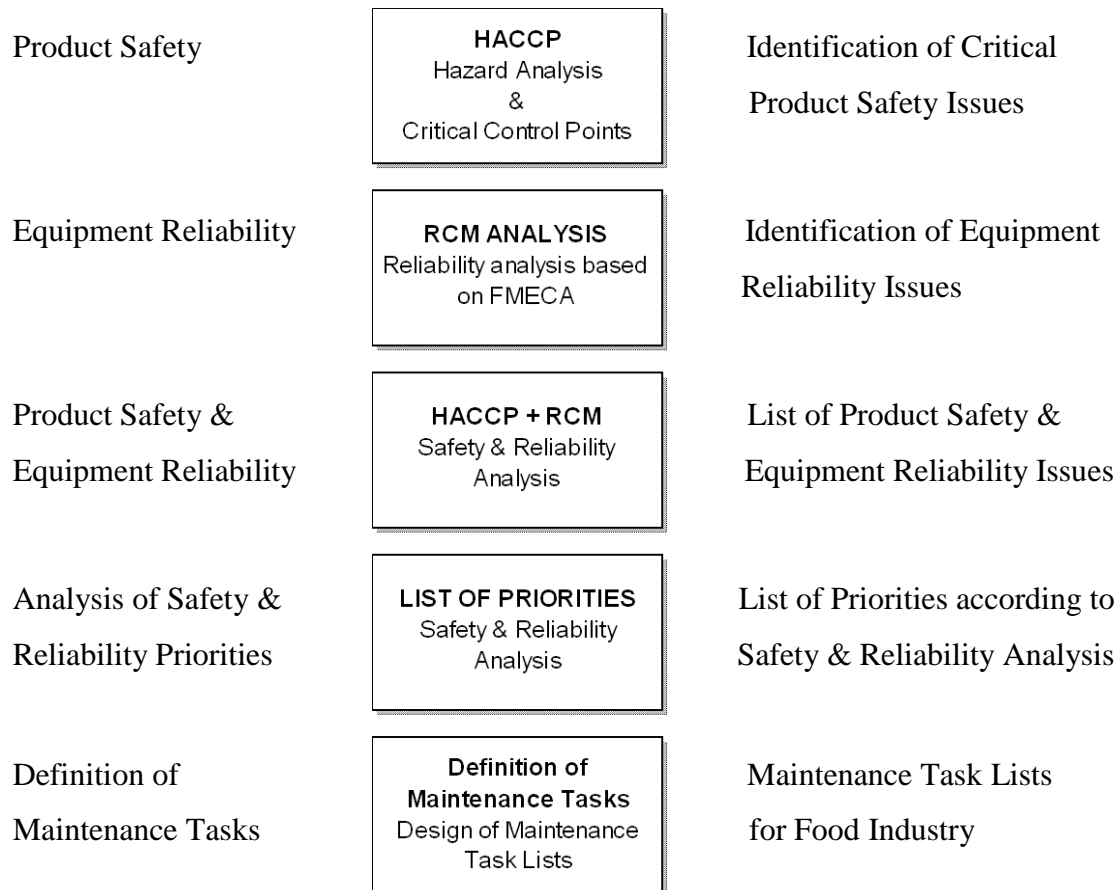 Product Safety
HACCP
Hazard Analysis
&
Critical Control Points
Identification of Critical
Product Safety Issues
Equipment Reliability
RCM ANALYSIS
Reliability analysis based
on FMECA
Identification of Equipment
Reliability Issues
Product Safety &
Equipment Reliability
HACCP + RCM
Safety & Reliability
Analysis
List of Product Safety &
Equipment Reliability Issues
Analysis of Safety &
Reliability Priorities
LIST OF PRIORITIES
Safety & Reliability
Analysis
List of Priorities according to
Safety & Reliability Analysis
Definition of
Maintenance Tasks
Definition of
Maintenance Tasks
Design of Maintenance
Task Lists
Maintenance Task Lists
for Food Industry